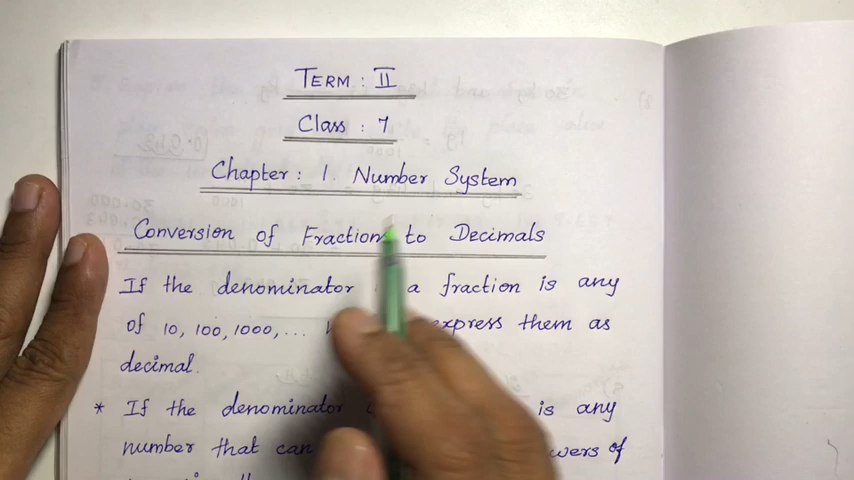 TERM : II
Class : 7
Chapter : 1. Number System
Conversion of Fraction to Decimals
If the denominator a fraction is any
of 10, 100, 1000, ... express them as
decimal.
* If the denominator is any
number that can of